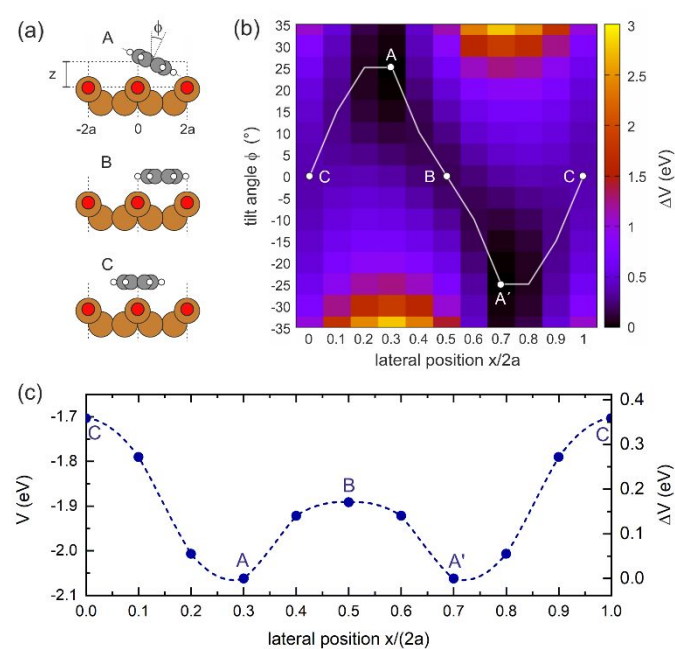 (a)
A
ϕ
z
-2a 0 2a
B
C
(b)
tilt angle ϕ (°)
35
30
25
20
15
10
5
0
-5
-10
-15
-20
-25
-30
-35
A
C
B
C
A´
0 0.1 0.2 0.3 0.4 0.5 0.6 0.7 0.8 0.9 1
lateral position x/2a
3
2.5
2
1.5
1
0.5
0
ΔV (eV)
(c)
V (eV)
-1.7
-1.8
-1.9
-2.0
-2.1
C
A
B
A'
C
0.4
0.3
0.2
0.1
0.0
ΔV (eV)
0.0 0.1 0.2 0.3 0.4 0.5 0.6 0.7 0.8 0.9 1.0
lateral position x/(2a)